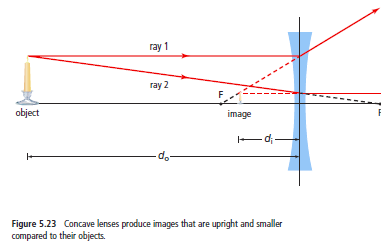 ray 1
ray 2
F
F
object
image
di
do
Figure 5.23 Concave lenses produce images that are upright and smaller
compared to their objects.